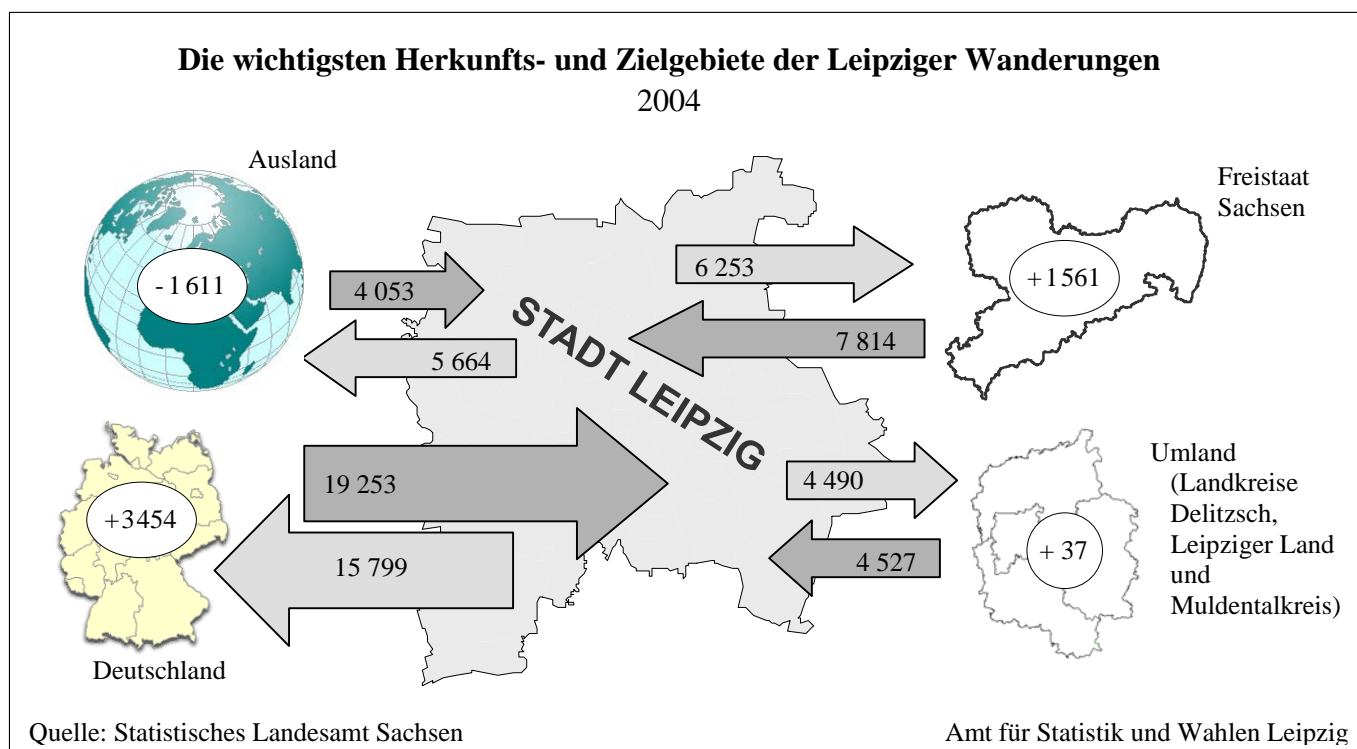 Die wichtigsten Herkunfts- und Zielgebiete der Leipziger Wanderungen
2004
Ausland
Freistaat
Sachsen
- 1 611
4 053
5 664
6 253
7 814
+ 1 561
STADT LEIPZIG
+ 3 454
19 253
15 799
4 490
4 527
+ 37
Umland
(Landkreise
Delitzsch,
Leipziger Land
und
Muldentalkreis)
Deutschland
Quelle: Statistisches Landesamt Sachsen
Amt für Statistik und Wahlen Leipzig